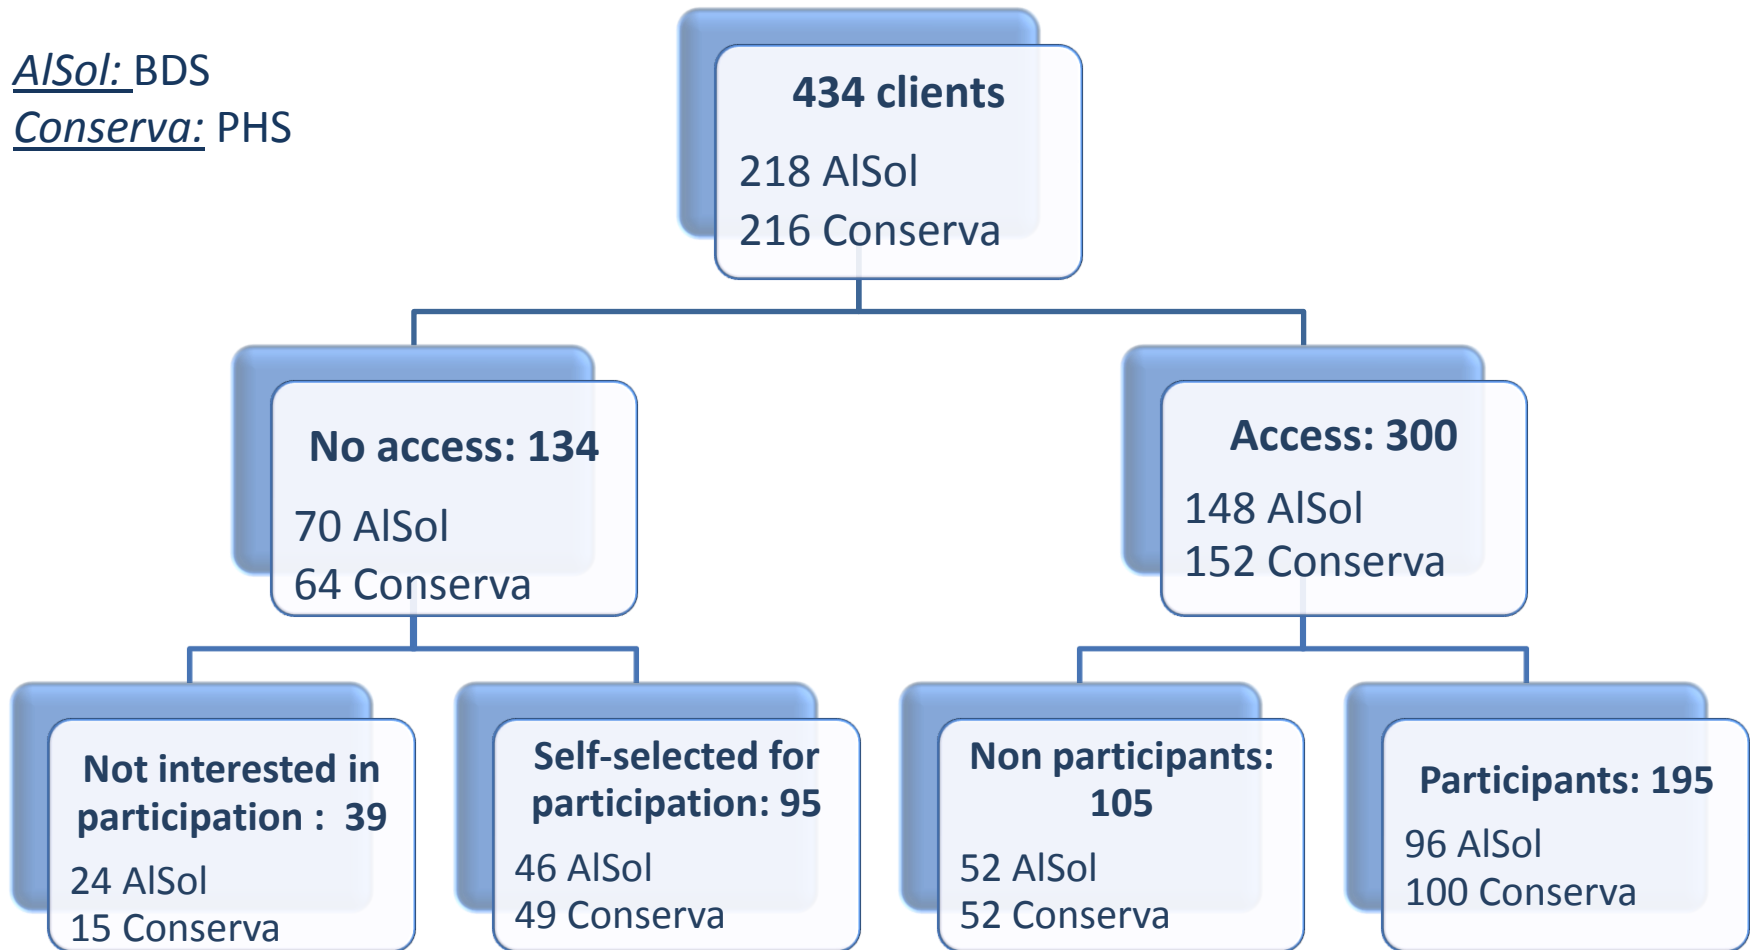 AlSol: BDS
Conserva: PHS
434 clients
218 AlSol
216 Conserva
No access: 134
70 AlSol
64 Conserva
Access: 300
148 AlSol
152 Conserva
Not interested in
participation :  39
24 AlSol
15 Conserva
Self-selected for
participation: 95
46 AlSol
49 Conserva
Non participants:
105
52 AlSol
52 Conserva
Participants: 195
96 AlSol
100 Conserva